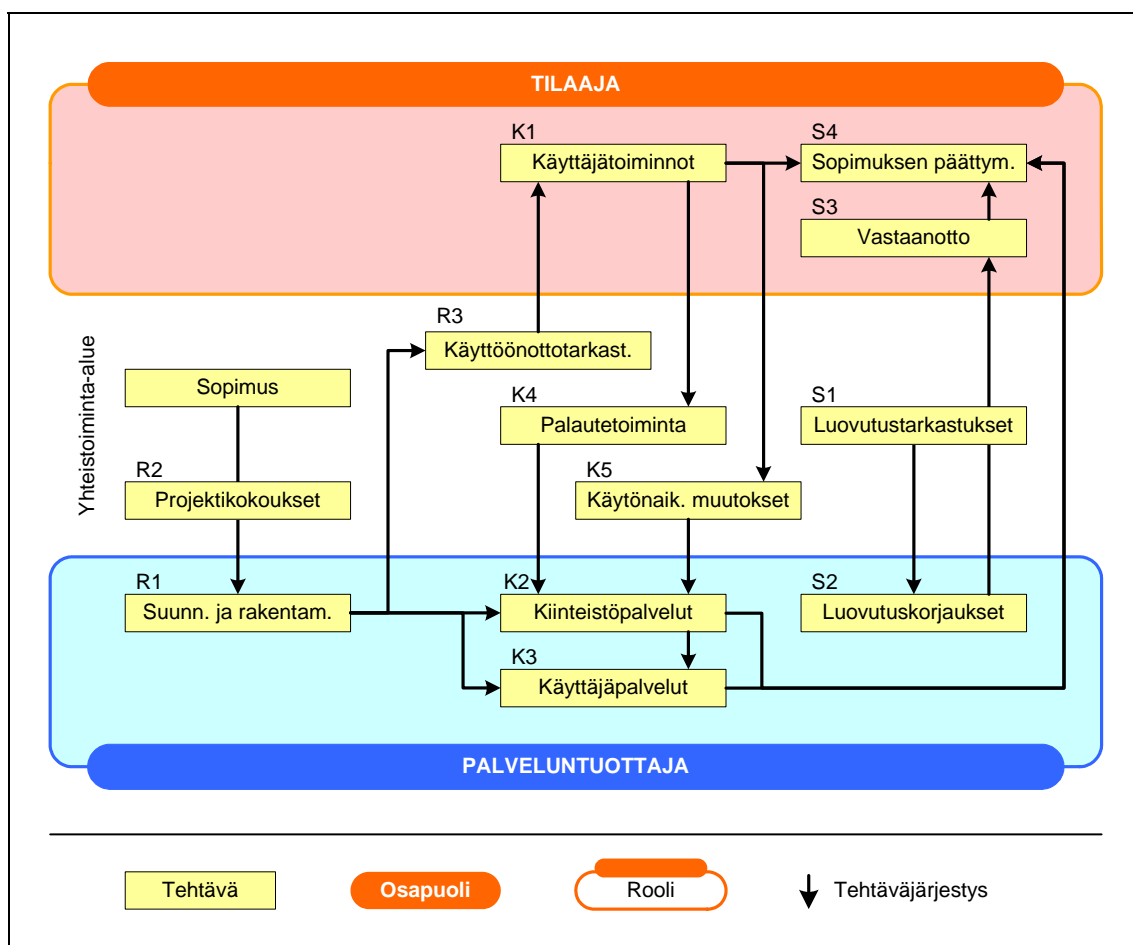 TILAAJA
K1
Käyttäjätoiminnot
S4
Sopimuksen päättym.
S3
Vastaanotto
R3
Käyttöönottotarkast.
Yhteistoiminta-alue
Sopimus
K4
Palautetoiminta
S1
Luovutustarkastukset
R2
Projektikokoukset
K5
Käytönaik. muutokset
R1
Suunn. ja rakentam.
K2
Kiinteistöpalvelut
S2
Luovutuskorjaukset
K3
Käyttäjäpalvelut
PALVELUNTUOTTAJA
Tehtävä
Osapuoli
Rooli
Tehtäväjärjestys